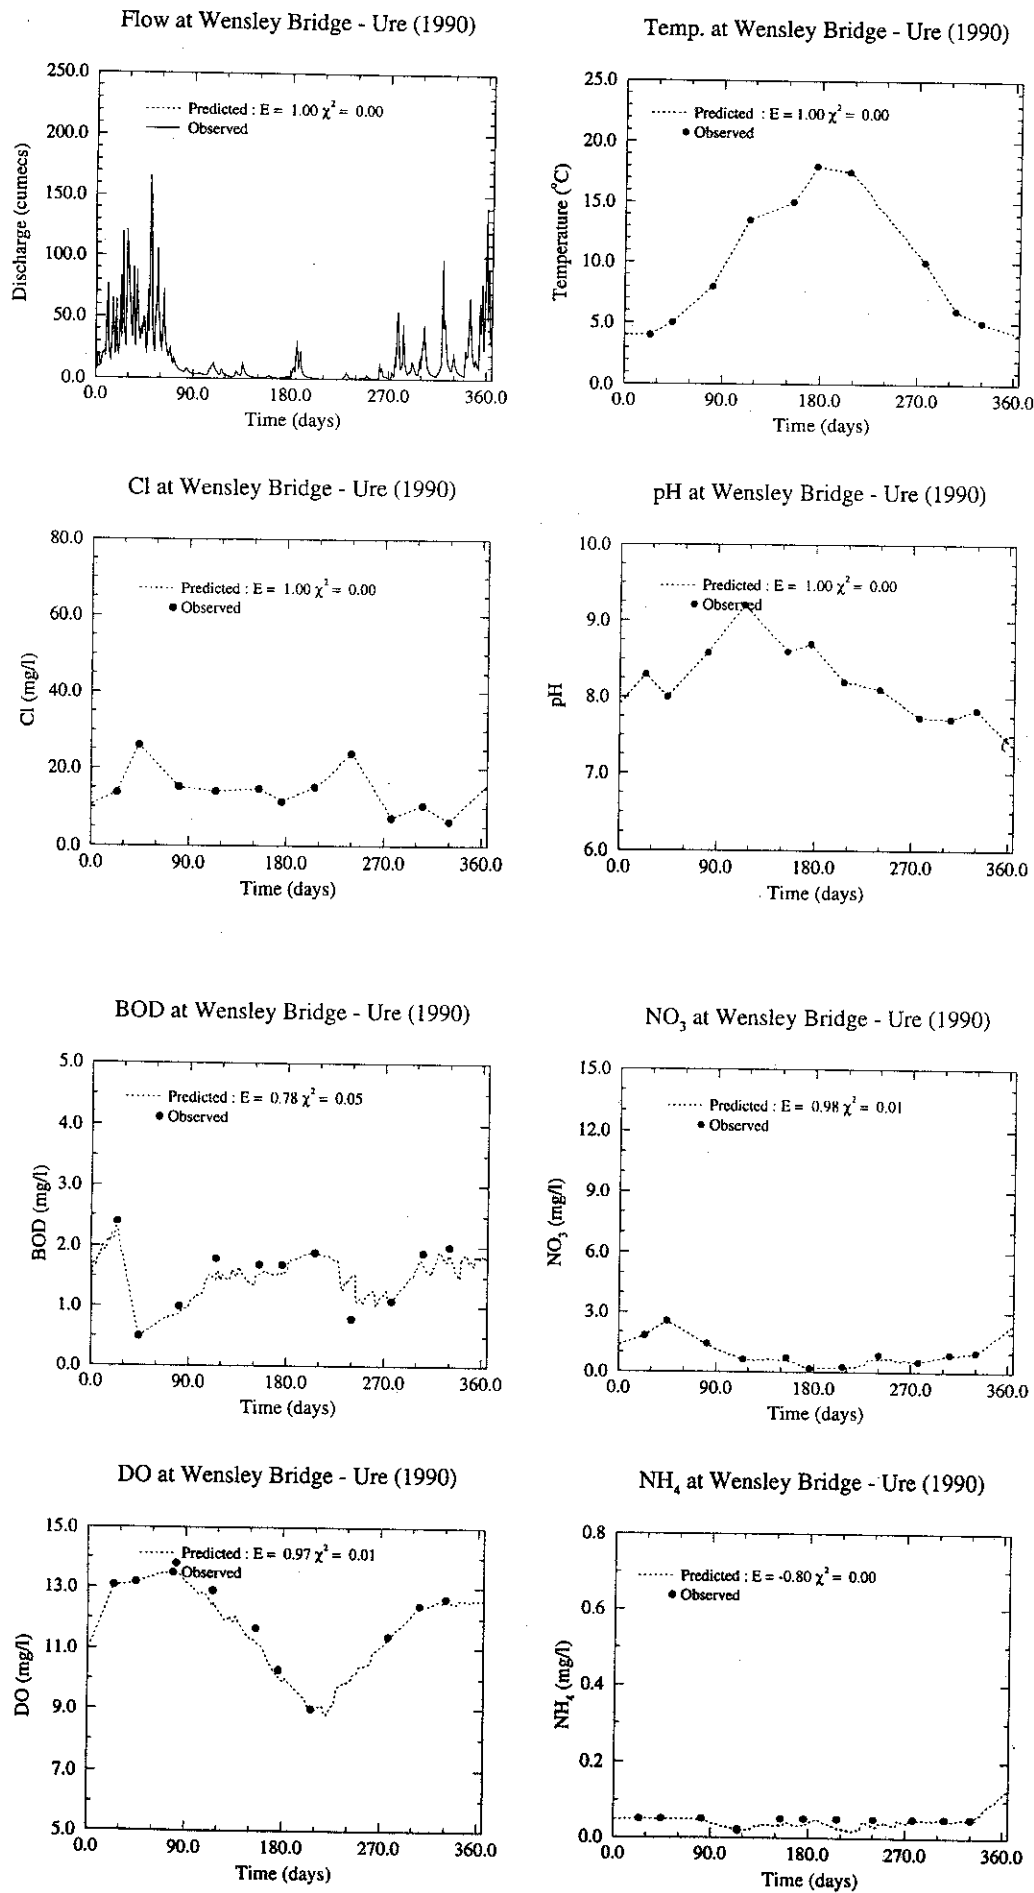 Flow at Wensley Bridge - Ure (1990)
250.0
200.0
150.0
100.0
50.0
0.0
Discharge (cumecs)
Predicted : E = 1.00 χ² = 0.00
Observed
0.0 90.0 180.0 270.0 360.0
Time (days)
Temp. at Wensley Bridge - Ure (1990)
25.0
20.0
15.0
10.0
5.0
0.0
Temperature (°C)
Predicted : E = 1.00 χ² = 0.00
Observed
0.0 90.0 180.0 270.0 360.0
Time (days)
Cl at Wensley Bridge - Ure (1990)
80.0
60.0
40.0
20.0
0.0
Cl (mg/l)
Predicted : E = 1.00 χ² = 0.00
Observed
0.0 90.0 180.0 270.0 360.0
Time (days)
pH at Wensley Bridge - Ure (1990)
10.0
9.0
8.0
7.0
6.0
pH
Predicted : E = 1.00 χ² = 0.00
Observed
0.0 90.0 180.0 270.0 360.0
Time (days)
BOD at Wensley Bridge - Ure (1990)
5.0
4.0
3.0
2.0
1.0
0.0
BOD (mg/l)
Predicted : E = 0.78 χ² = 0.05
Observed
0.0 90.0 180.0 270.0 360.0
Time (days)
NO₃ at Wensley Bridge - Ure (1990)
15.0
12.0
9.0
6.0
3.0
0.0
NO₃ (mg/l)
Predicted : E = 0.98 χ² = 0.01
Observed
0.0 90.0 180.0 270.0 360.0
Time (days)
DO at Wensley Bridge - Ure (1990)
15.0
13.0
11.0
9.0
7.0
5.0
DO (mg/l)
Predicted : E = 0.97 χ² = 0.01
Observed
0.0 90.0 180.0 270.0 360.0
Time (days)
NH₄ at Wensley Bridge - Ure (1990)
0.8
0.6
0.4
0.2
0.0
NH₄ (mg/l)
Predicted : E = -0.80 χ² = 0.00
Observed
0.0 90.0 180.0 270.0 360.0
Time (days)